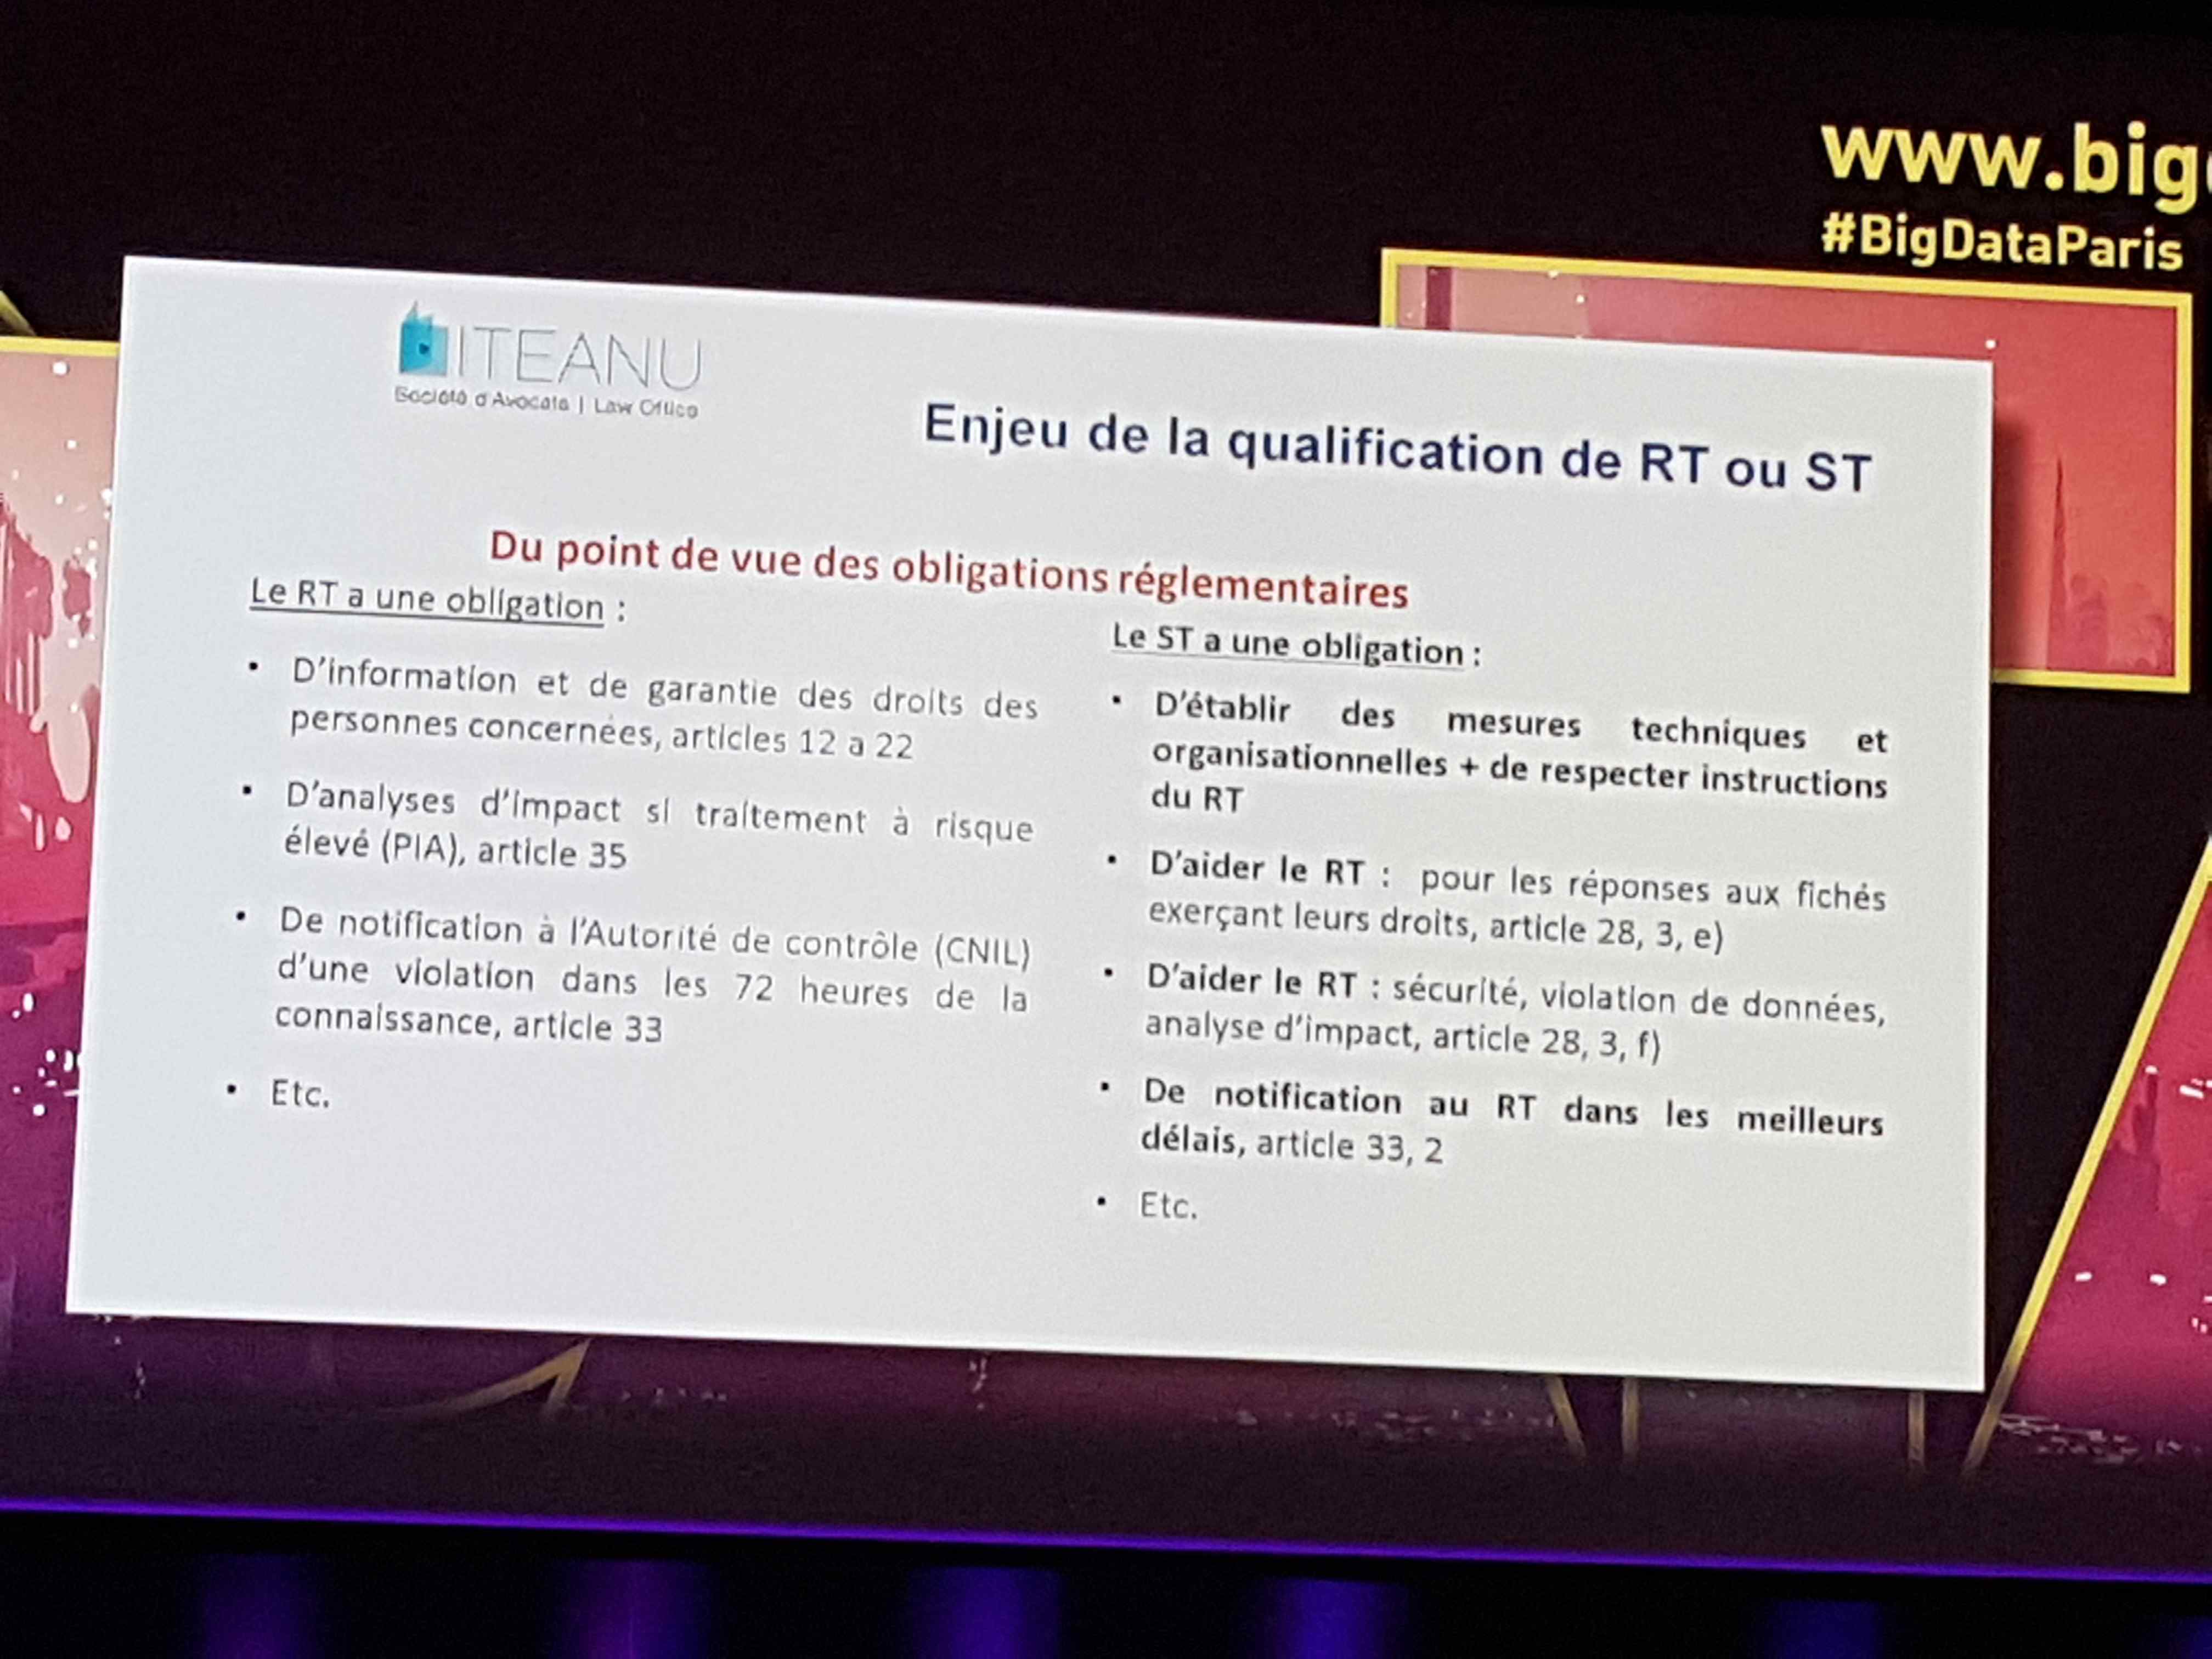 www.big
#BigDataParis
ITEANU
Société d'Avocats | Law Office
Enjeu de la qualification de RT ou ST
Du point de vue des obligations réglementaires
Le RT a une obligation :
• D'information et de garantie des droits des
personnes concernées, articles 12 a 22
• D'analyses d'impact si traitement à risque
élevé (PIA), article 35
• De notification à l'Autorité de contrôle (CNIL)
d'une violation dans les 72 heures de la
connaissance, article 33
• Etc.
Le ST a une obligation :
• D'établir des mesures techniques et
organisationnelles + de respecter instructions
du RT
• D'aider le RT : pour les réponses aux fichés
exerçant leurs droits, article 28, 3, e)
• D'aider le RT : sécurité, violation de données,
analyse d'impact, article 28, 3, f)
• De notification au RT dans les meilleurs
délais, article 33, 2
• Etc.